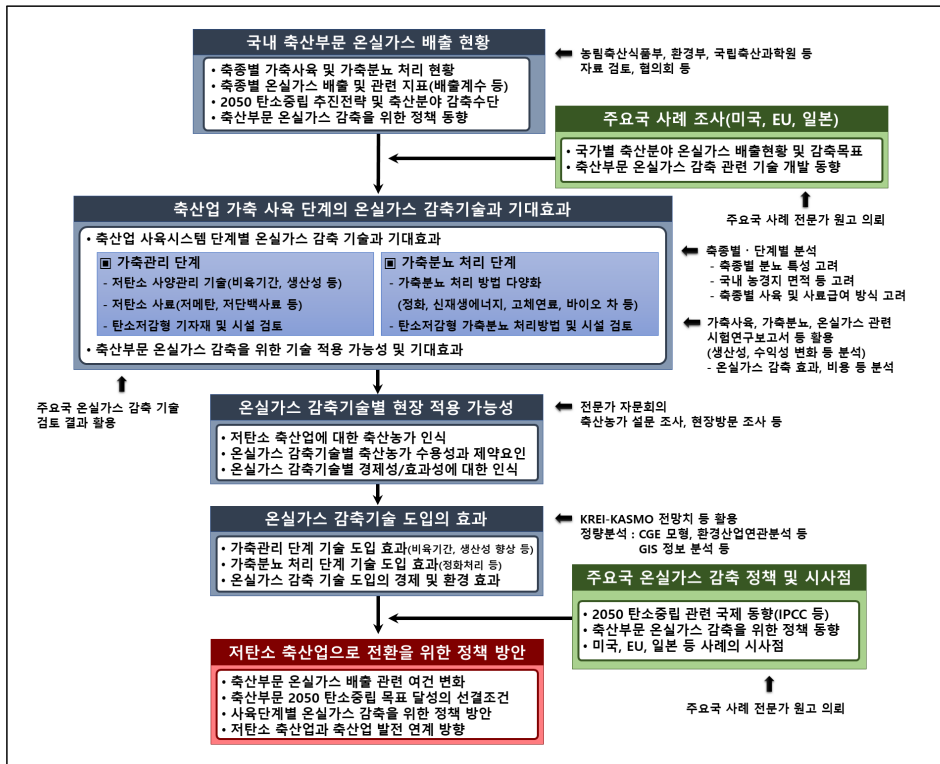 국내 축산부문 온실가스 배출 현황
• 축종별 가축사육 및 가축분뇨 처리 현황
• 축종별 온실가스 배출 및 관련 지표(배출계수 등)
• 2050 탄소중립 추진전략 및 축산분야 감축수단
• 축산부문 온실가스 감축을 위한 정책 동향
농림축산식품부, 환경부, 국립축산과학원 등
자료 검토, 협의회 등
주요국 사례 조사(미국, EU, 일본)
• 국가별 축산분야 온실가스 배출현황 및 감축목표
• 축산부문 온실가스 감축 관련 기술 개발 동향
주요국 사례 전문가 원고 의뢰
축산업 가축 사육 단계의 온실가스 감축기술과 기대효과
• 축산업 사육시스템 단계별 온실가스 감축 기술과 기대효과
▣ 가축관리 단계
- 저탄소 사양관리 기술(비육기간, 생산성 등)
- 저탄소 사료(저메탄, 저단백사료 등)
- 탄소저감형 기자재 및 시설 검토
▣ 가축분뇨 처리 단계
- 가축분뇨 처리 방법 다양화
(정화, 신재생에너지, 고체연료, 바이오 차 등)
- 탄소저감형 가축분뇨 처리방법 및 시설 검토
• 축산부문 온실가스 감축을 위한 기술 적용 가능성 및 기대효과
축종별 · 단계별 분석
- 축종별 분뇨 특성 고려
- 국내 농경지 면적 등 고려
- 축종별 사육 및 사료급여 방식 고려
가축사육, 가축분뇨, 온실가스 관련
시험연구보고서 등 활용
(생산성, 수익성 변화 등 분석)
- 온실가스 감축 효과, 비용 등 분석
주요국 온실가스 감축 기술
검토 결과 활용
온실가스 감축기술별 현장 적용 가능성
• 저탄소 축산업에 대한 축산농가 인식
• 온실가스 감축기술별 축산농가 수용성과 제약요인
• 온실가스 감축기술별 경제성/효과성에 대한 인식
전문가 자문회의
축산농가 설문 조사, 현장방문 조사 등
온실가스 감축기술 도입의 효과
• 가축관리 단계 기술 도입 효과(비육기간, 생산성 향상 등)
• 가축분뇨 처리 단계 기술 도입 효과(정화처리 등)
• 온실가스 감축 기술 도입의 경제 및 환경 효과
KREI-KASMO 전망치 등 활용
정량분석 : CGE 모형, 환경산업연관분석 등
GIS 정보 분석 등
주요국 온실가스 감축 정책 및 시사점
• 2050 탄소중립 관련 국제 동향(IPCC 등)
• 축산부문 온실가스 감축을 위한 정책 동향
• 미국, EU, 일본 등 사례의 시사점
주요국 사례 전문가 원고 의뢰
저탄소 축산업으로 전환을 위한 정책 방안
• 축산부문 온실가스 배출 관련 여건 변화
• 축산부문 2050 탄소중립 목표 달성의 선결조건
• 사육단계별 온실가스 감축을 위한 정책 방안
• 저탄소 축산업과 축산업 발전 연계 방향